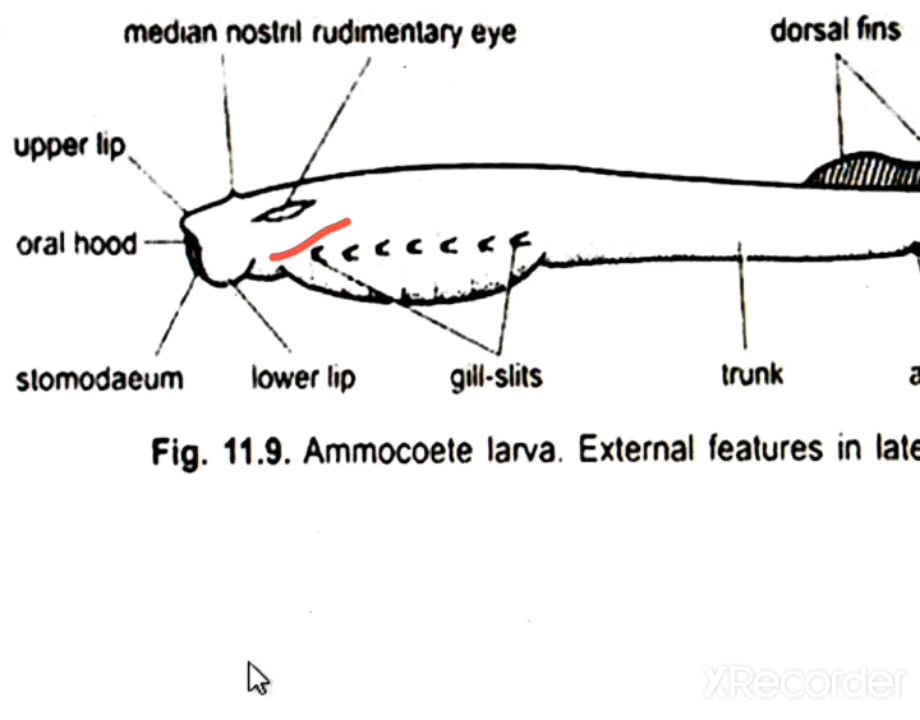 median nostril rudimentary eye
dorsal fins
upper lip
oral hood
stomodaeum
lower lip
gill-slits
trunk
a
Fig. 11.9. Ammocoete larva. External features in late
XRecorder